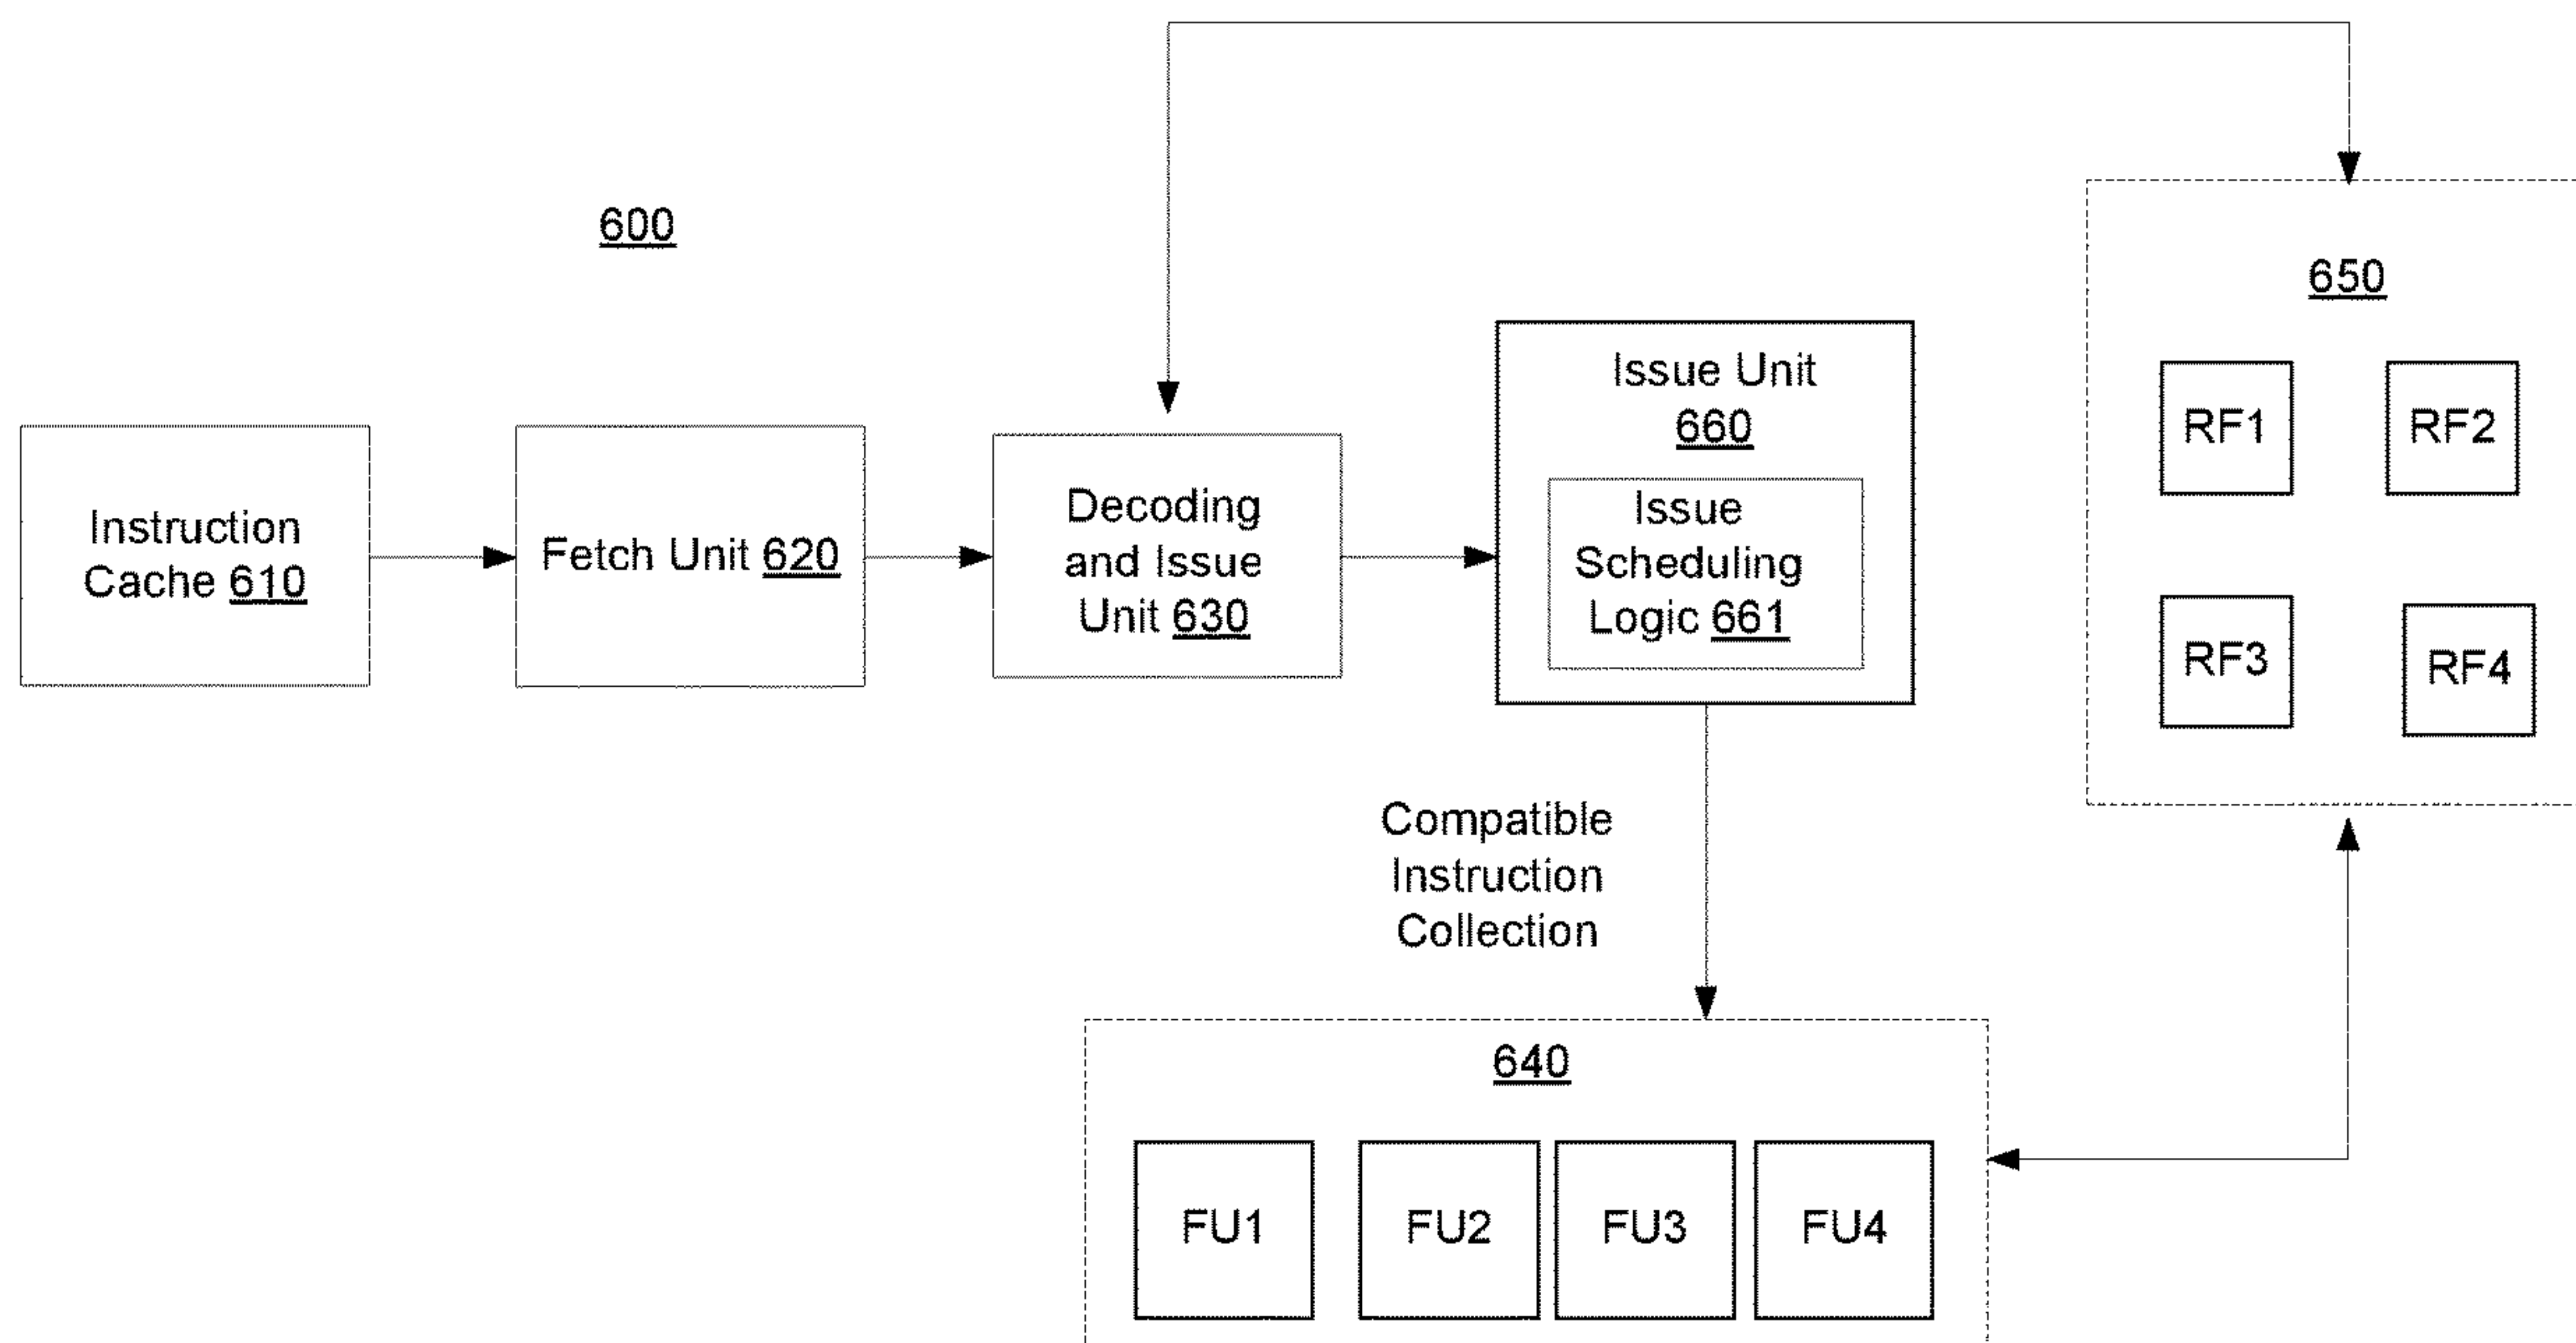 600
Instruction
Cache 610
Fetch Unit 620
Decoding
and Issue
Unit 630
Issue Unit
660
Issue
Scheduling
Logic 661
650
RF1
RF2
RF3
RF4
Compatible
Instruction
Collection
640
FU1
FU2
FU3
FU4